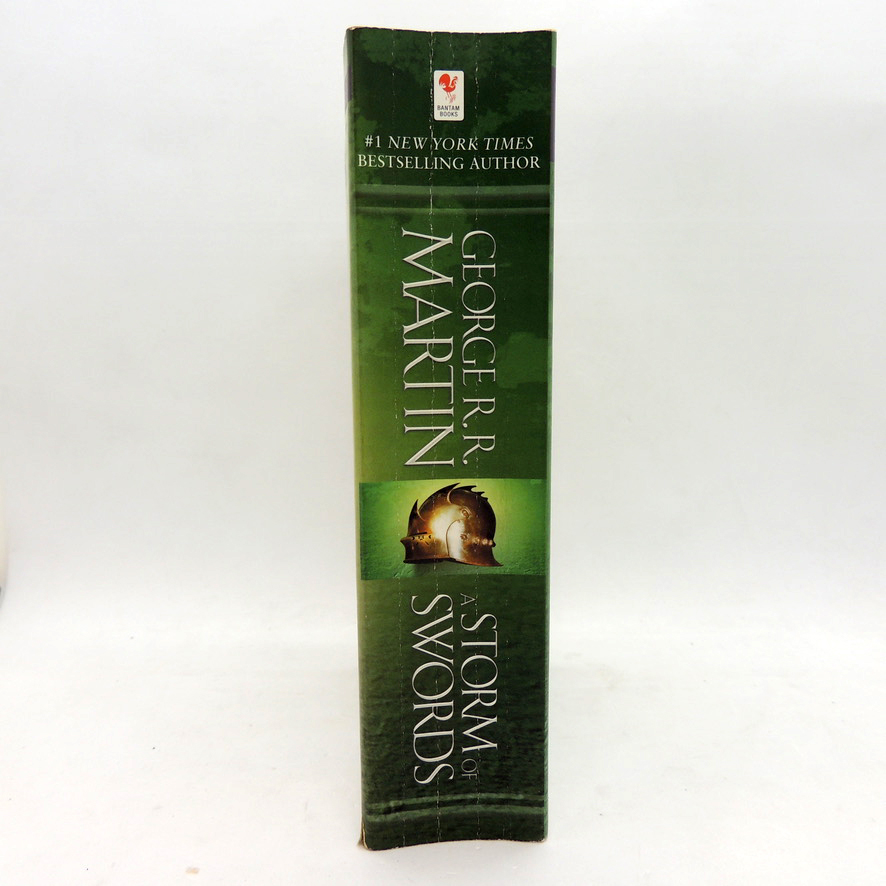 BANTAM
BOOKS
#1 NEW YORK TIMES
BESTSELLING AUTHOR
GEORGE R. R.
MARTIN
A STORM OF
SWORDS